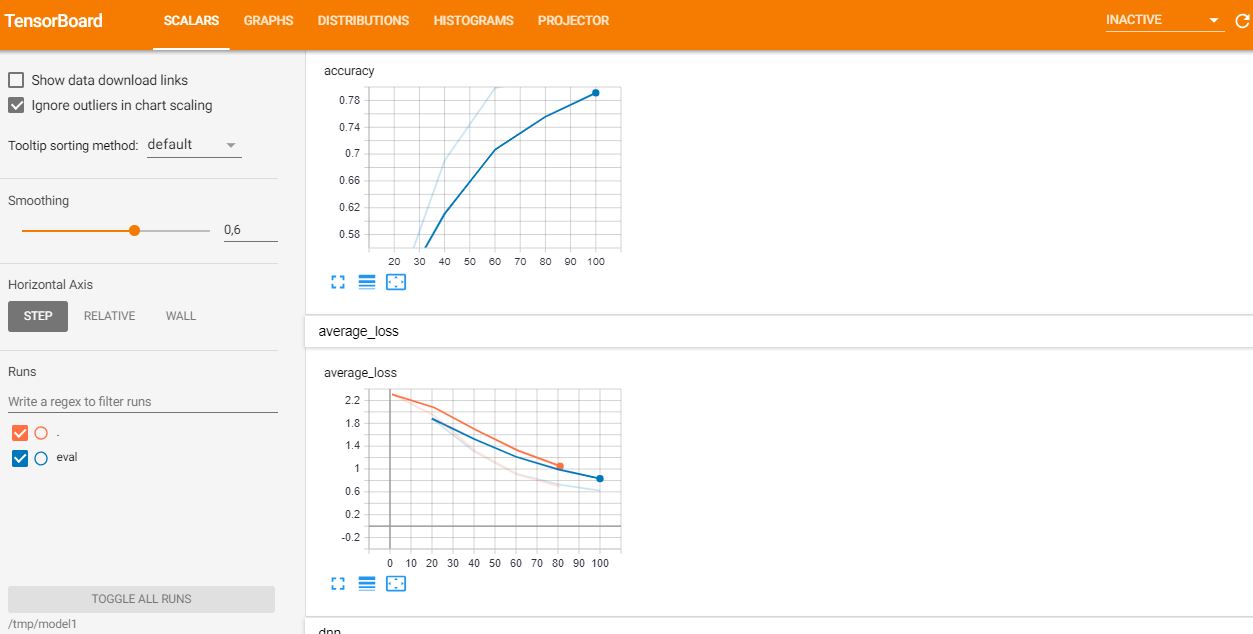 TensorBoard SCALARS GRAPHS DISTRIBUTIONS HISTOGRAMS PROJECTOR INACTIVE
Show data download links
Ignore outliers in chart scaling
Tooltip sorting method: default
Smoothing
0,6
Horizontal Axis
STEP RELATIVE WALL
Runs
Write a regex to filter runs
.
eval
TOGGLE ALL RUNS
/tmp/model1
accuracy
0.78
0.74
0.7
0.66
0.62
0.58
20 30 40 50 60 70 80 90 100
average_loss
average_loss
2.2
1.8
1.4
1
0.6
0.2
-0.2
0 10 20 30 40 50 60 70 80 90 100
dnn